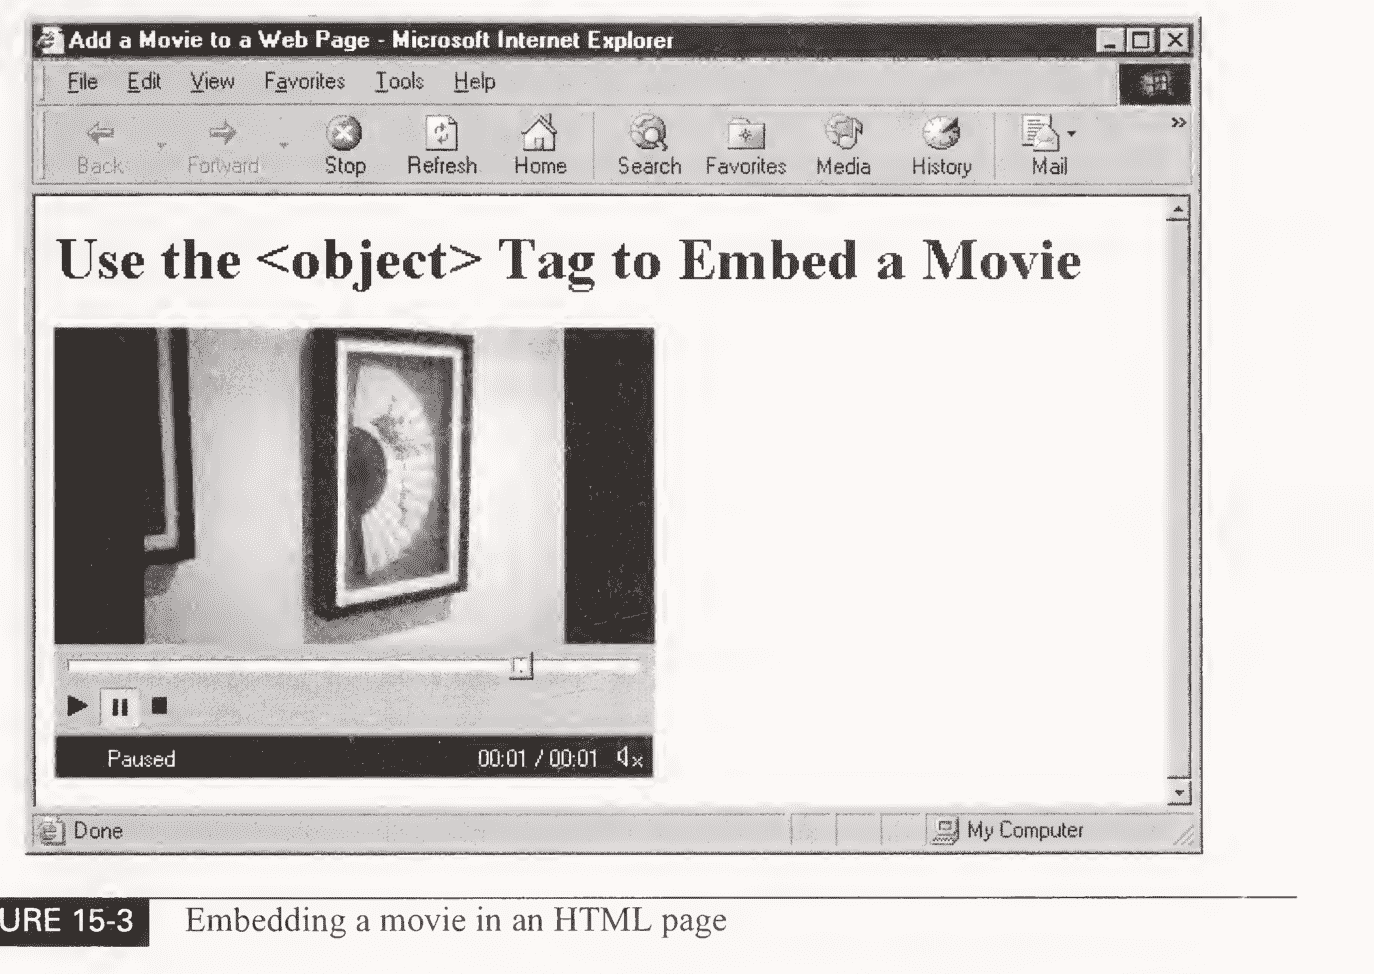 Add a Movie to a Web Page - Microsoft Internet Explorer
File Edit View Favorites Tools Help
Back Forward Stop Refresh Home Search Favorites Media History Mail »
Use the <object> Tag to Embed a Movie
Paused 00:01 / 00:01
Done My Computer
URE 15-3 Embedding a movie in an HTML page